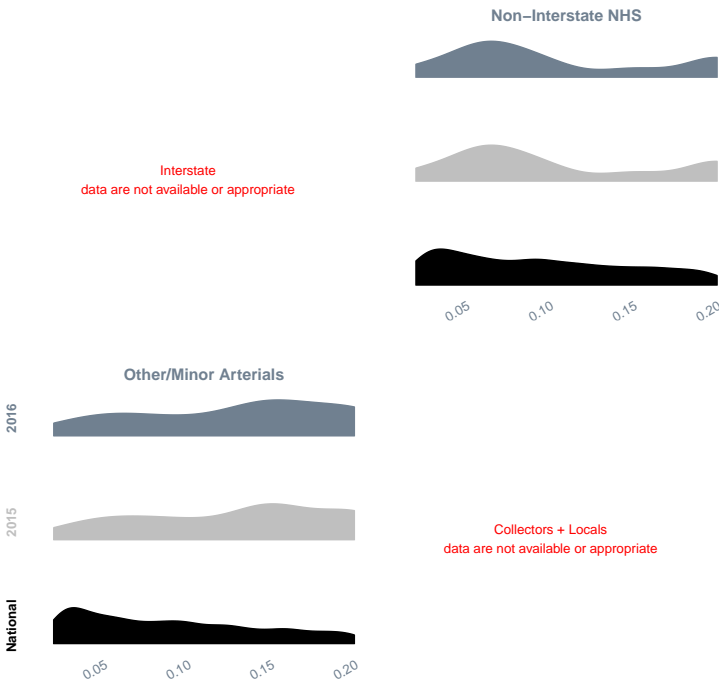 Non−Interstate NHS
Interstate
data are not available or appropriate
0.05
0.10
0.15
0.20
Other/Minor Arterials
2016
2015
National
0.05
0.10
0.15
0.20
Collectors + Locals
data are not available or appropriate